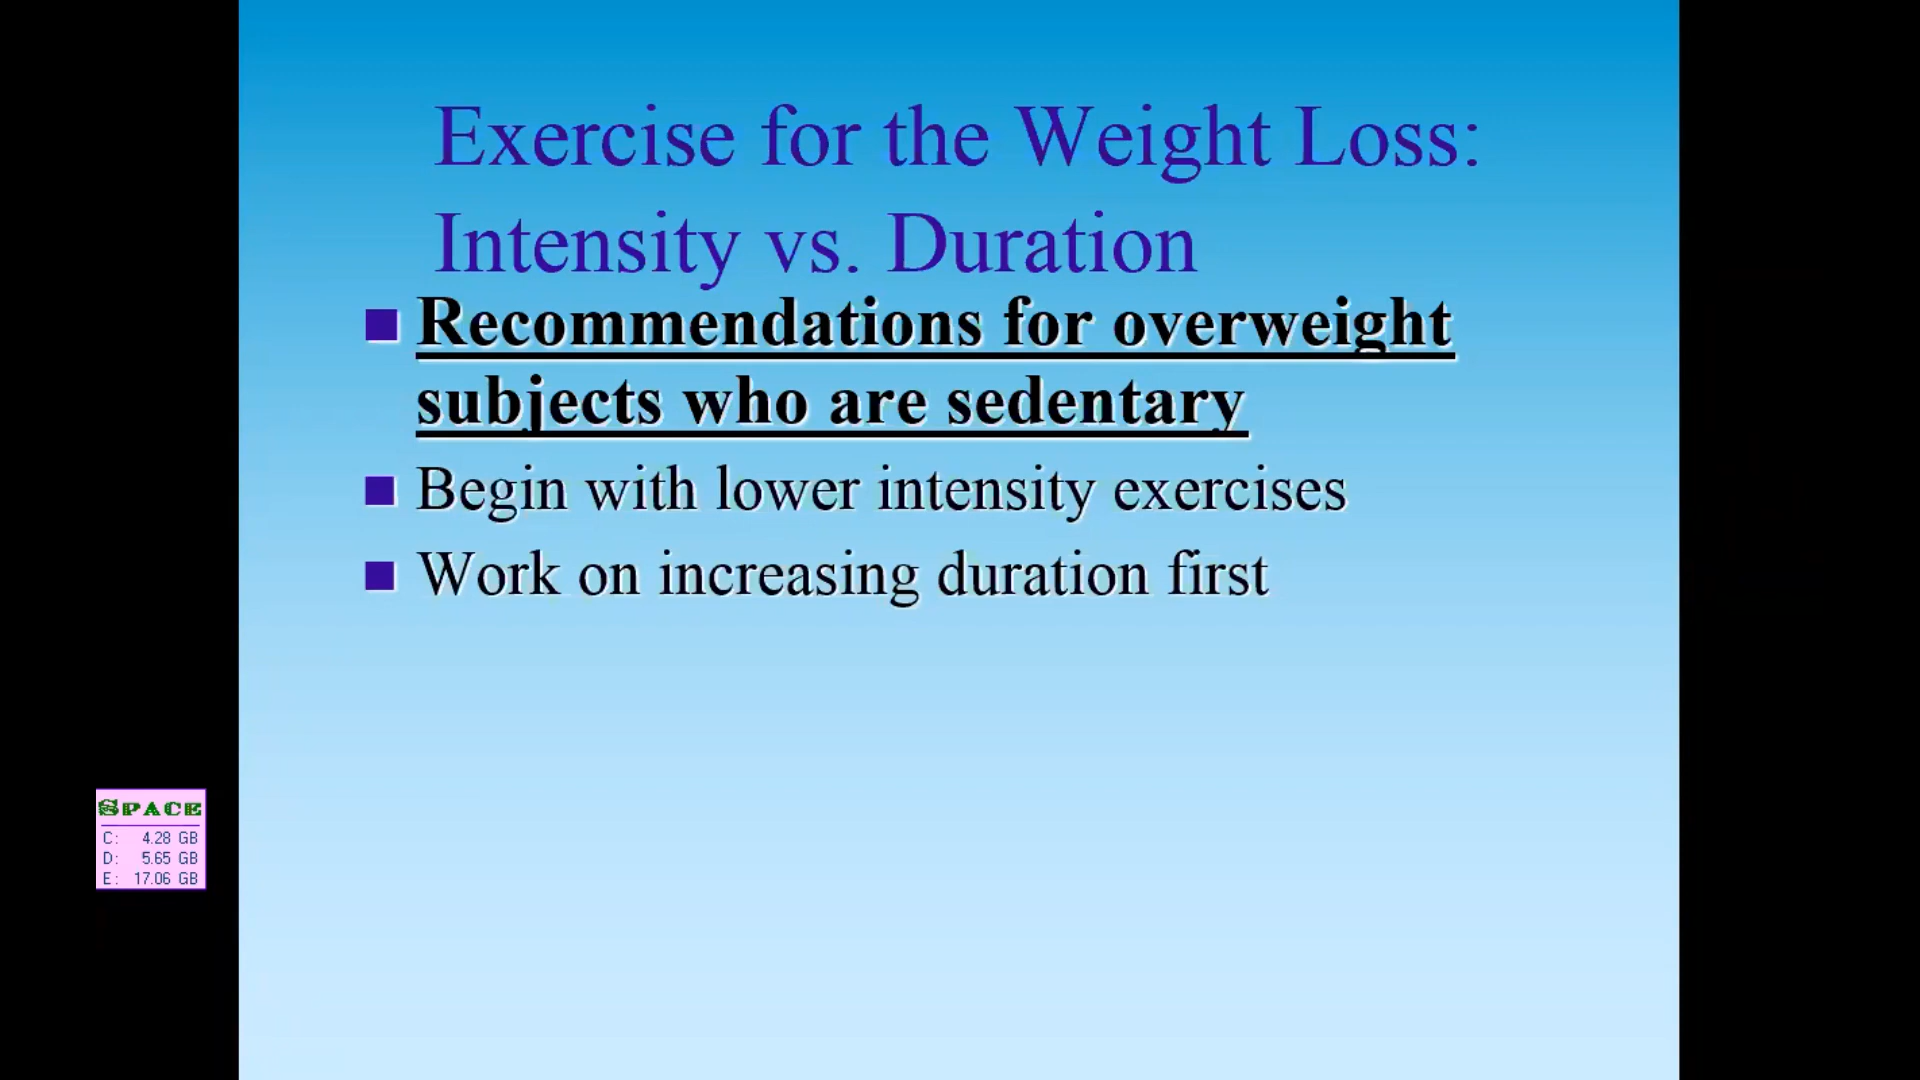 Exercise for the Weight Loss:
Intensity vs. Duration
Recommendations for overweight
subjects who are sedentary
Begin with lower intensity exercises
Work on increasing duration first
SPACE
C: 4.28 GB
D: 5.65 GB
E: 17.06 GB